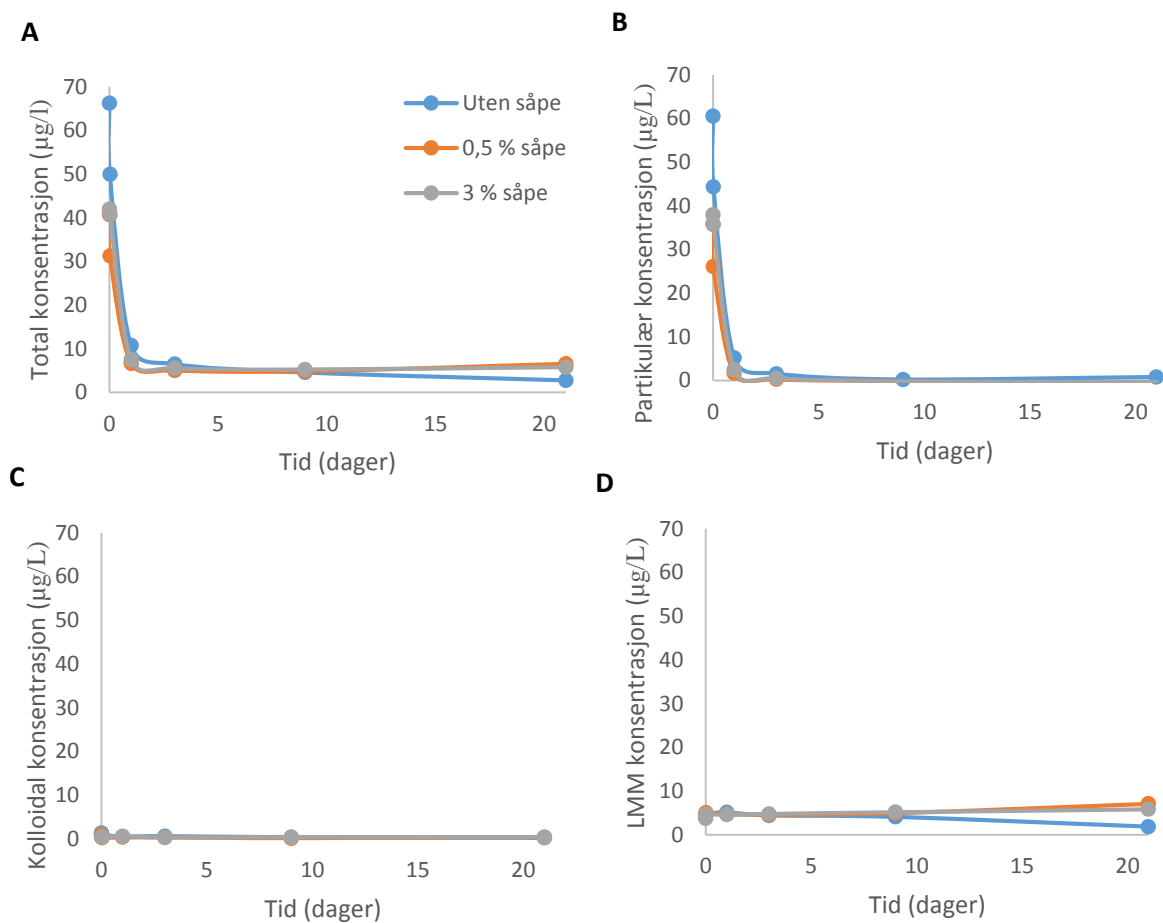 A
Total konsentrasjon (µg/l)
70
60
50
40
30
20
10
0
0 5 10 15 20
Tid (dager)
Uten såpe
0,5 % såpe
3 % såpe
B
Partikulær konsentrasjon (µg/L)
70
60
50
40
30
20
10
0
0 5 10 15 20
Tid (dager)
C
Kolloidal konsentrasjon (µg/L)
70
60
50
40
30
20
10
0
0 5 10 15 20
Tid (dager)
D
LMM konsentrasjon (µg/L)
70
60
50
40
30
20
10
0
0 5 10 15 20
Tid (dager)